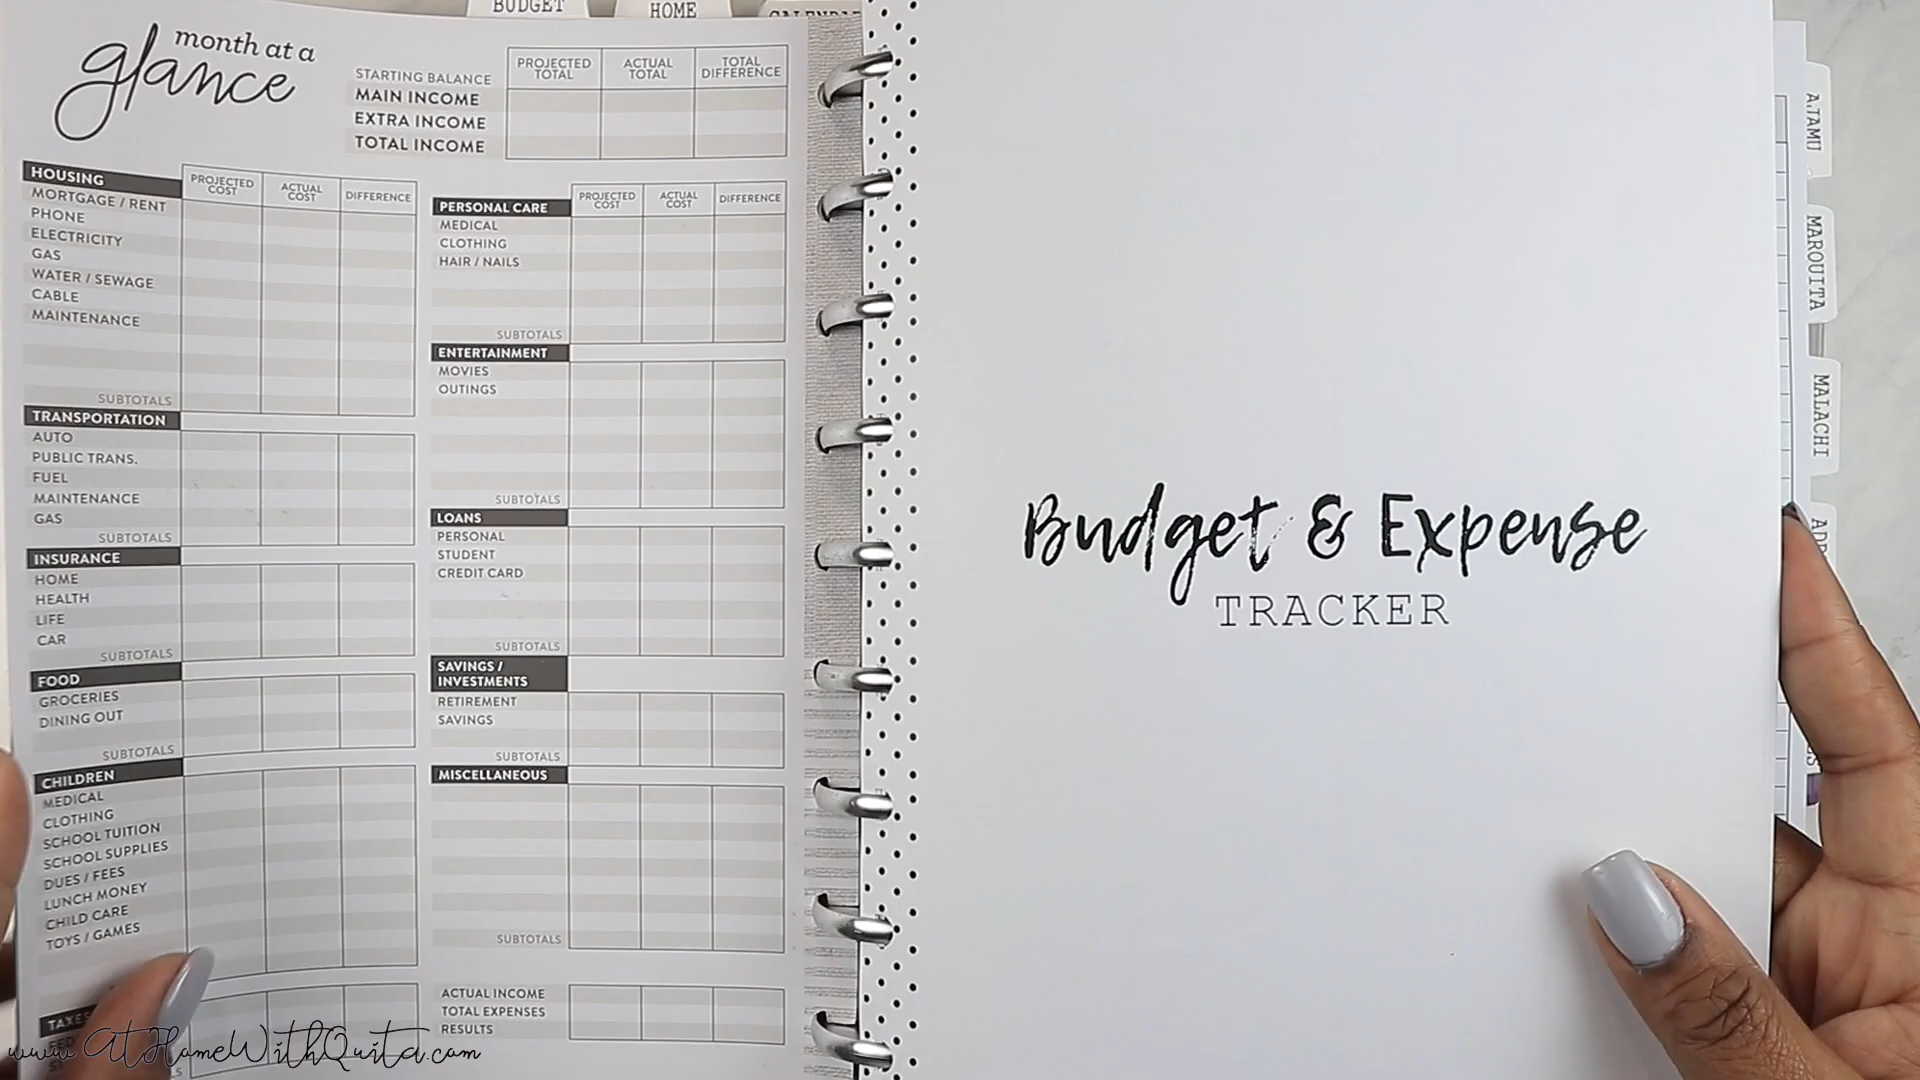 BUDGET
HOME
CALENDAR
month at a
glance
PROJECTED TOTAL
ACTUAL TOTAL
TOTAL DIFFERENCE
STARTING BALANCE
MAIN INCOME
EXTRA INCOME
TOTAL INCOME
HOUSING
PROJECTED COST
ACTUAL COST
DIFFERENCE
MORTGAGE / RENT
PHONE
ELECTRICITY
GAS
WATER / SEWAGE
CABLE
MAINTENANCE
SUBTOTALS
TRANSPORTATION
AUTO
PUBLIC TRANS.
FUEL
MAINTENANCE
GAS
SUBTOTALS
INSURANCE
HOME
HEALTH
LIFE
CAR
SUBTOTALS
FOOD
GROCERIES
DINING OUT
SUBTOTALS
CHILDREN
MEDICAL
CLOTHING
SCHOOL TUITION
SCHOOL SUPPLIES
DUES / FEES
LUNCH MONEY
CHILD CARE
TOYS / GAMES
TAXES
PERSONAL CARE
PROJECTED COST
ACTUAL COST
DIFFERENCE
MEDICAL
CLOTHING
HAIR / NAILS
SUBTOTALS
ENTERTAINMENT
MOVIES
OUTINGS
SUBTOTALS
LOANS
PERSONAL
STUDENT
CREDIT CARD
SUBTOTALS
SAVINGS /
INVESTMENTS
RETIREMENT
SAVINGS
SUBTOTALS
MISCELLANEOUS
SUBTOTALS
ACTUAL INCOME
TOTAL EXPENSES
RESULTS
Budget & Expense
TRACKER
A.TAMU
MARQUITA
MALACHI
www.AtHomeWithQuita.com